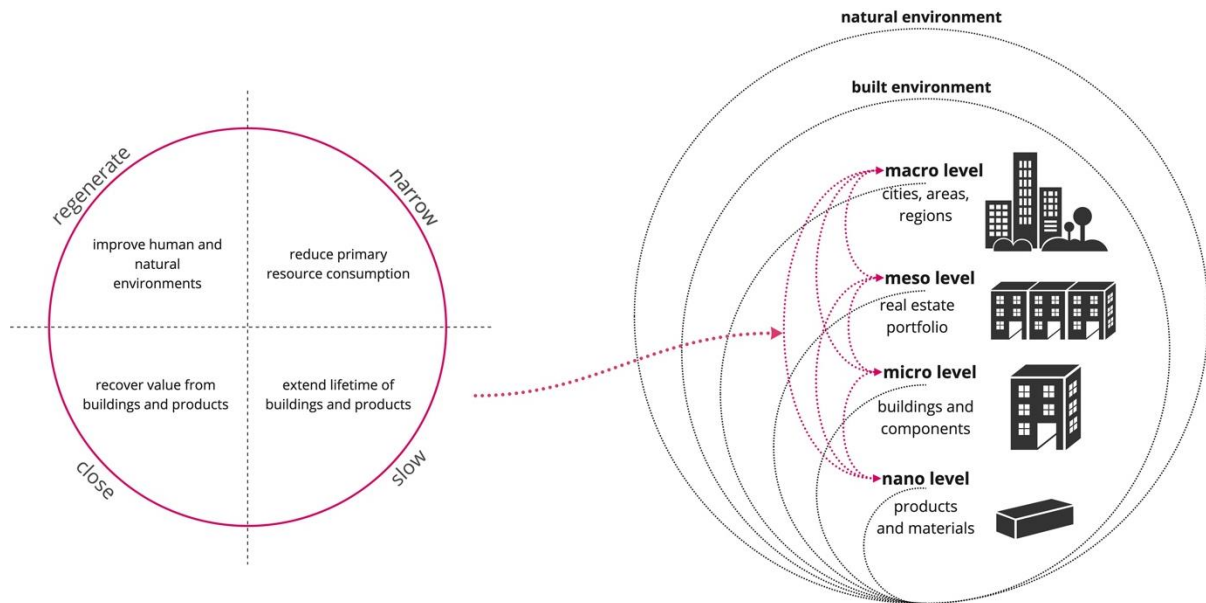 regenerate
narrow
improve human and
natural
environments
reduce primary
resource consumption
recover value from
buildings and products
extend lifetime of
buildings and products
close
slow
natural environment
built environment
macro level
cities, areas,
regions
meso level
real estate
portfolio
micro level
buildings and
components
nano level
products
and materials